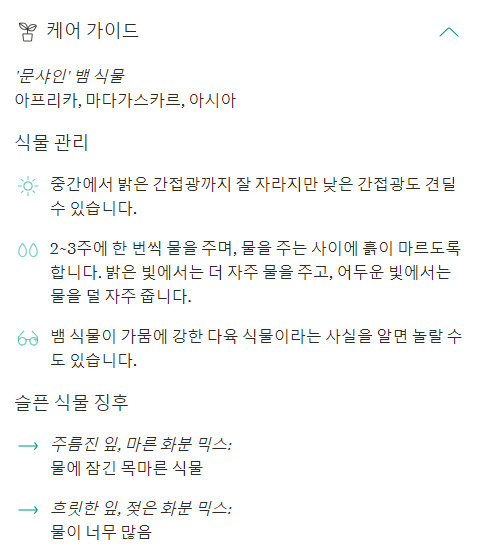 케어 가이드
'문샤인' 뱀 식물
아프리카, 마다가스카르, 아시아
식물 관리
중간에서 밝은 간접광까지 잘 자라지만 낮은 간접광도 견딜
수 있습니다.
2~3주에 한 번씩 물을 주며, 물을 주는 사이에 흙이 마르도록
합니다. 밝은 빛에서는 더 자주 물을 주고, 어두운 빛에서는
물을 덜 자주 줍니다.
뱀 식물이 가뭄에 강한 다육 식물이라는 사실을 알면 놀랄 수
도 있습니다.
슬픈 식물 징후
주름진 잎, 마른 화분 믹스:
물에 잠긴 목마른 식물
흐릿한 잎, 젖은 화분 믹스:
물이 너무 많음